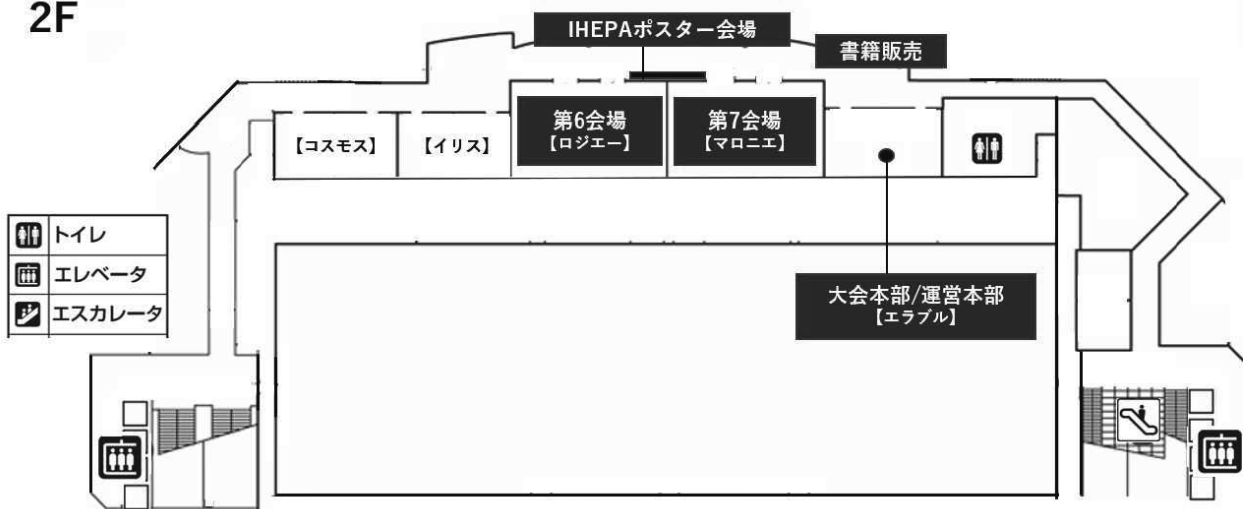 2F
IHEPAポスター会場
書籍販売
【コスモス】
【イリス】
第6会場
【ロジエー】
第7会場
【マロニエ】
トイレ
エレベータ
エスカレータ
大会本部/運営本部
【エラブル】